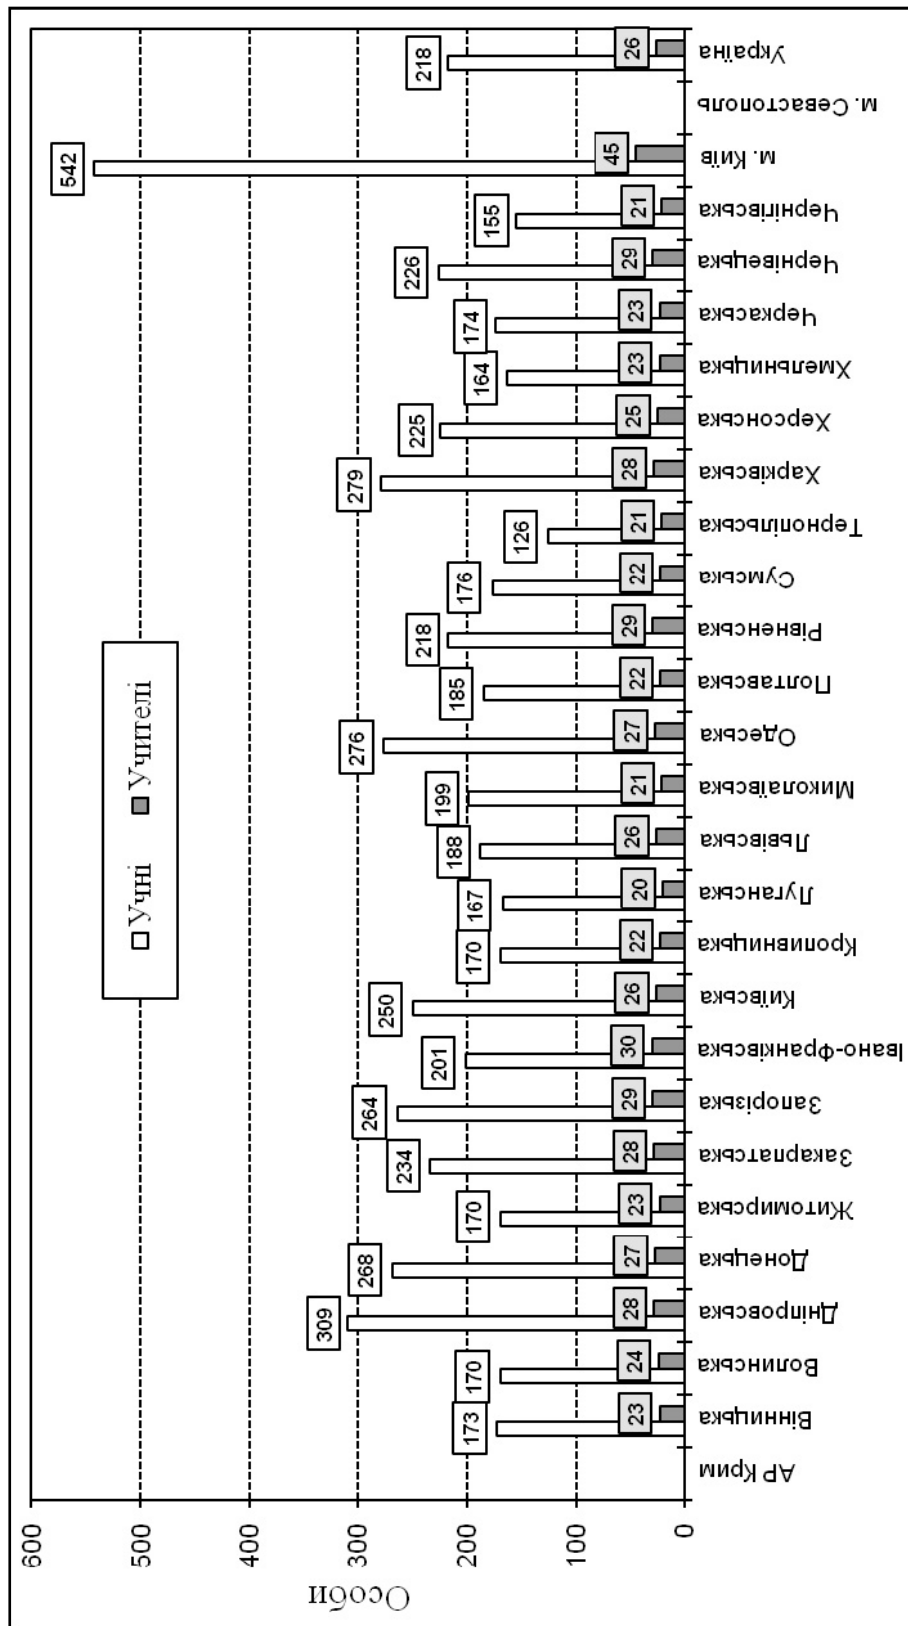 Особи
600
500
400
300
200
100
0
Учні
Учителі
АР Крим
173
23
Вінницька
170
24
Волинська
309
28
Дніпровська
268
27
Донецька
170
23
Житомирська
234
28
Закарпатська
264
29
Запорізька
201
30
Івано-Франківська
250
26
Київська
170
22
Кропивницька
167
20
Луганська
188
26
Львівська
199
21
Миколаївська
276
27
Одеська
185
22
Полтавська
218
29
Рівненська
176
22
Сумська
126
21
Тернопільська
279
28
Харківська
225
25
Херсонська
164
23
Хмельницька
174
23
Черкаська
226
29
Чернівецька
155
21
Чернігівська
542
45
м. Київ
м. Севастополь
218
26
Україна